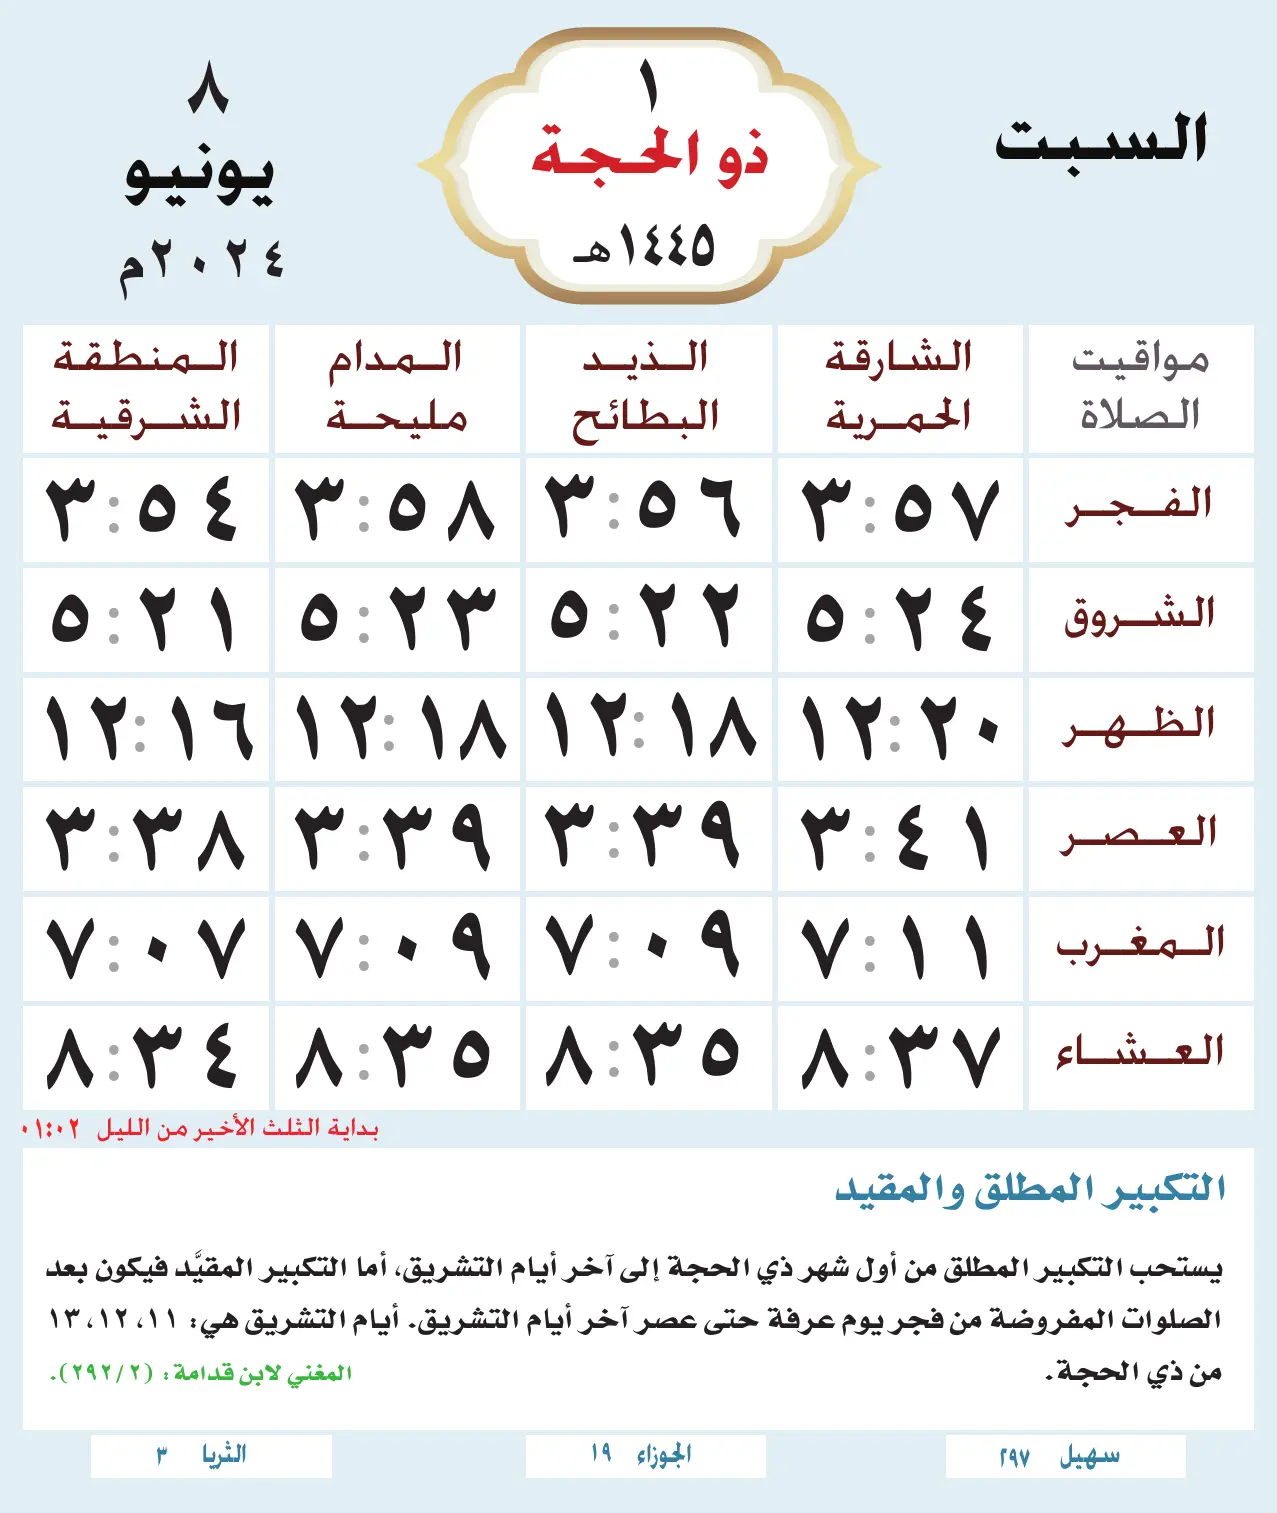 السبت
١
ذو الحجة
١٤٤٥هـ
٨
يونيو
٢٠٢٤م
مواقيت الصلاة
الشارقة الحمرية
الذيد البطائح
المدام مليحة
المنطقة الشرقية
الفجر ٣:٥٧ ٣:٥٦ ٣:٥٨ ٣:٥٤
الشروق ٥:٢٤ ٥:٢٢ ٥:٢٣ ٥:٢١
الظهر ١٢:٢٠ ١٢:١٨ ١٢:١٨ ١٢:١٦
العصر ٣:٤١ ٣:٣٩ ٣:٣٩ ٣:٣٨
المغرب ٧:١١ ٧:٠٩ ٧:٠٩ ٧:٠٧
العشاء ٨:٣٧ ٨:٣٥ ٨:٣٥ ٨:٣٤
بداية الثلث الأخير من الليل ٠١:٠٢
التكبير المطلق والمقيد
يستحب التكبير المطلق من أول شهر ذي الحجة إلى آخر أيام التشريق، أما التكبير المقيَّد فيكون بعد
الصلوات المفروضة من فجر يوم عرفة حتى عصر آخر أيام التشريق. أيام التشريق هي: ١١، ١٢، ١٣
من ذي الحجة.
المغني لابن قدامة: (٢/ ٢٩٢).
سهيل ٢٩٧
الجوزاء ١٩
الثريا ٣